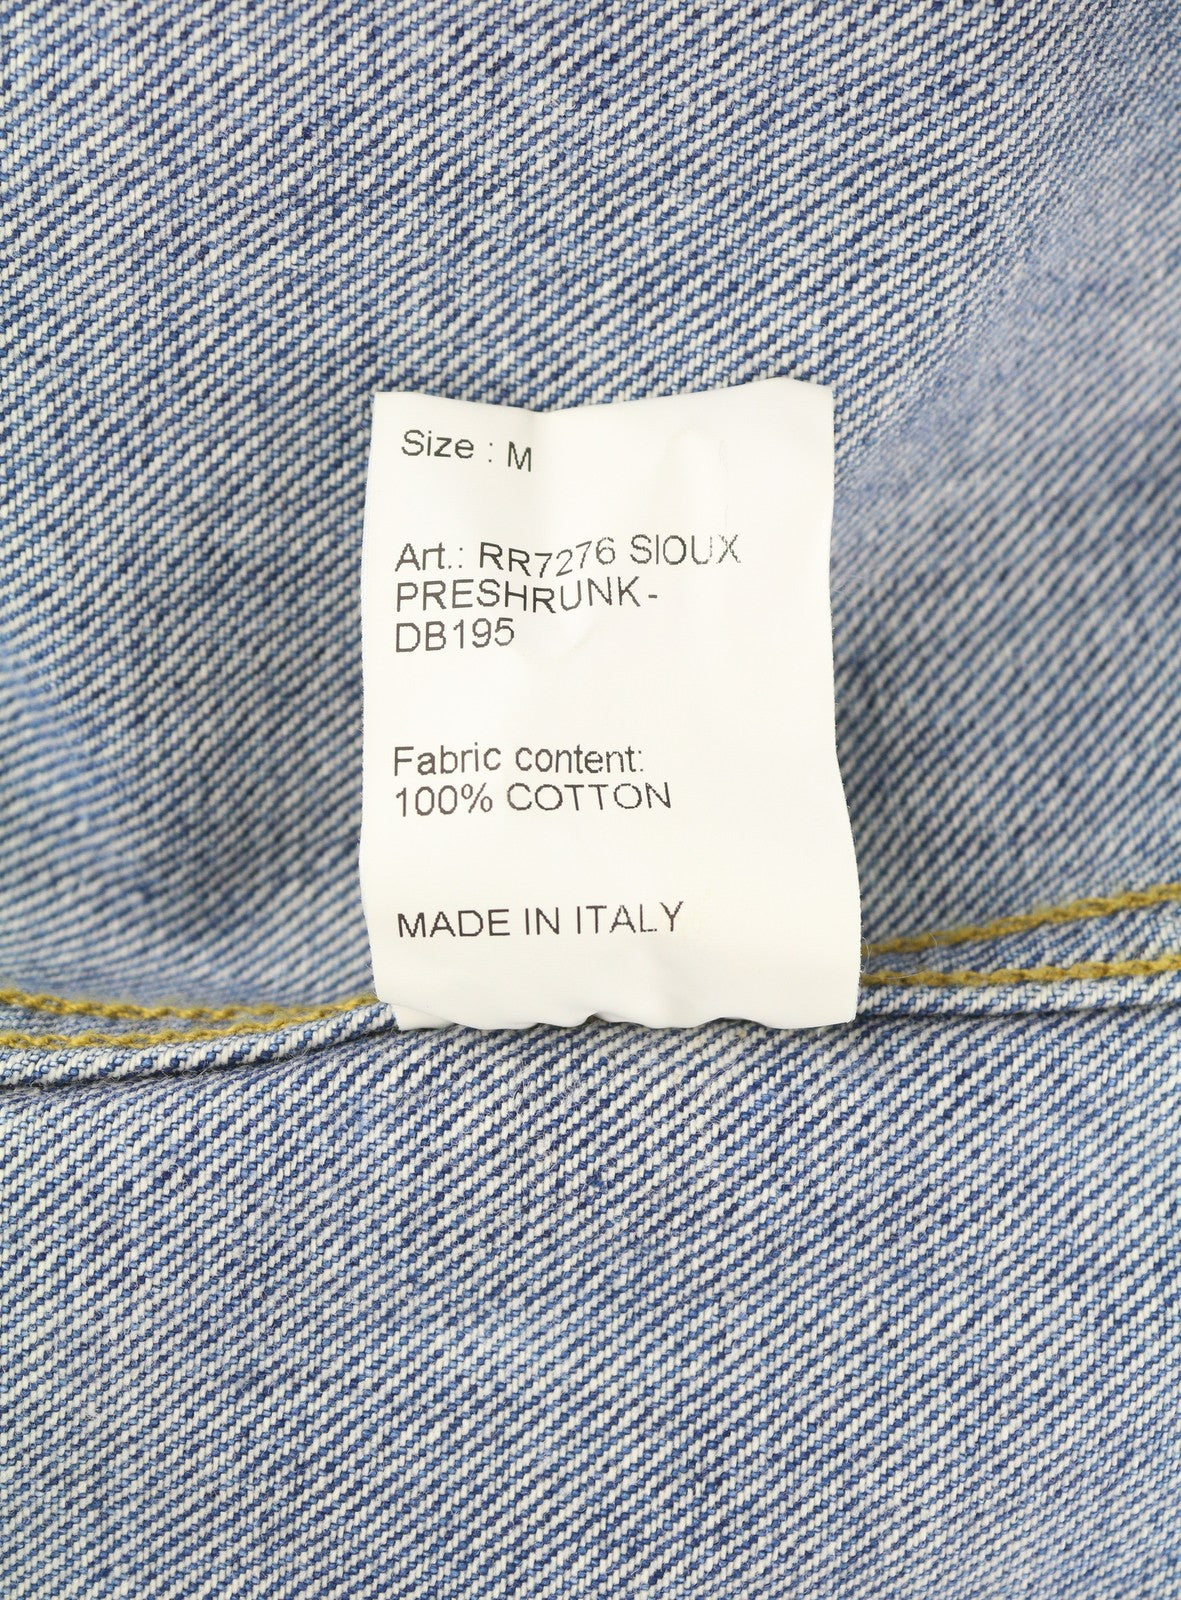 Size : M
Art.: RR7276 SIOUX
PRESHRUNK-
DB195
Fabric content:
100% COTTON
MADE IN ITALY